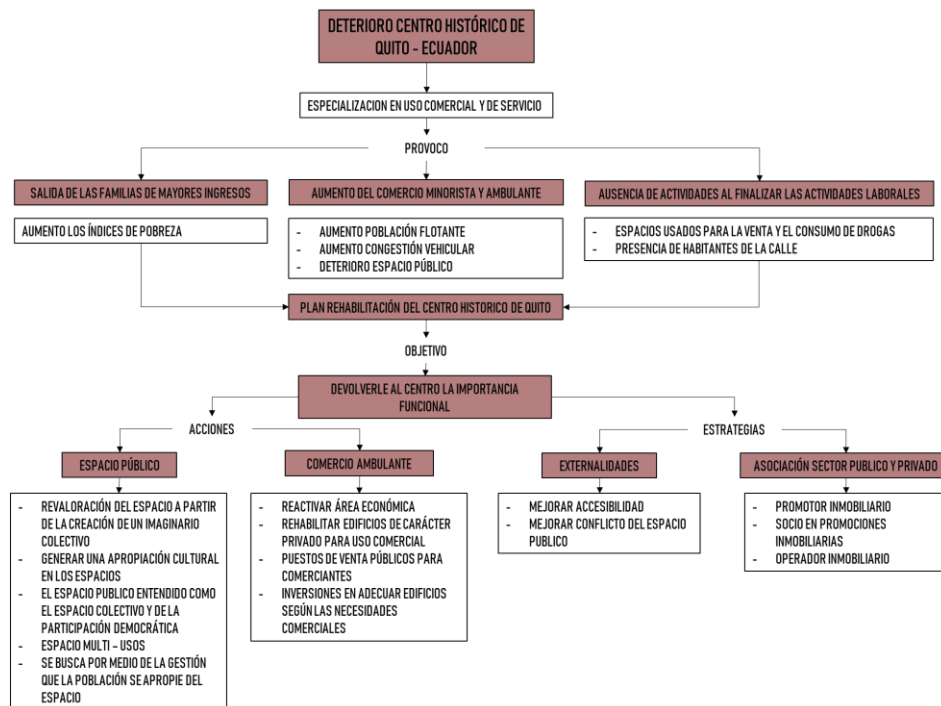 DETERIORO CENTRO HISTÓRICO DE
QUITO - ECUADOR
ESPECIALIZACION EN USO COMERCIAL Y DE SERVICIO
PROVOCO
SALIDA DE LAS FAMILIAS DE MAYORES INGRESOS
AUMENTO LOS ÍNDICES DE POBREZA
AUMENTO DEL COMERCIO MINORISTA Y AMBULANTE
- AUMENTO POBLACIÓN FLOTANTE
- AUMENTO CONGESTIÓN VEHICULAR
- DETERIORO ESPACIO PÚBLICO
AUSENCIA DE ACTIVIDADES AL FINALIZAR LAS ACTIVIDADES LABORALES
- ESPACIOS USADOS PARA LA VENTA Y EL CONSUMO DE DROGAS
- PRESENCIA DE HABITANTES DE LA CALLE
PLAN REHABILITACIÓN DEL CENTRO HISTORICO DE QUITO
OBJETIVO
DEVOLVERLE AL CENTRO LA IMPORTANCIA
FUNCIONAL
ACCIONES
ESPACIO PÚBLICO
- REVALORACIÓN DEL ESPACIO A PARTIR
DE LA CREACIÓN DE UN IMAGINARIO
COLECTIVO
- GENERAR UNA APROPIACIÓN CULTURAL
EN LOS ESPACIOS
- EL ESPACIO PUBLICO ENTENDIDO COMO
EL ESPACIO COLECTIVO Y DE LA
PARTICIPACIÓN DEMOCRÁTICA
- ESPACIO MULTI - USOS
- SE BUSCA POR MEDIO DE LA GESTIÓN
QUE LA POBLACIÓN SE APROPIE DEL
ESPACIO
COMERCIO AMBULANTE
- REACTIVAR ÁREA ECONÓMICA
- REHABILITAR EDIFICIOS DE CARÁCTER
PRIVADO PARA USO COMERCIAL
- PUESTOS DE VENTA PÚBLICOS PARA
COMERCIANTES
- INVERSIONES EN ADECUAR EDIFICIOS
SEGÚN LAS NECESIDADES
COMERCIALES
ESTRATEGIAS
EXTERNALIDADES
- MEJORAR ACCESIBILIDAD
- MEJORAR CONFLICTO DEL ESPACIO
PUBLICO
ASOCIACIÓN SECTOR PUBLICO Y PRIVADO
- PROMOTOR INMOBILIARIO
- SOCIO EN PROMOCIONES
INMOBILIARIAS
- OPERADOR INMOBILIARIO